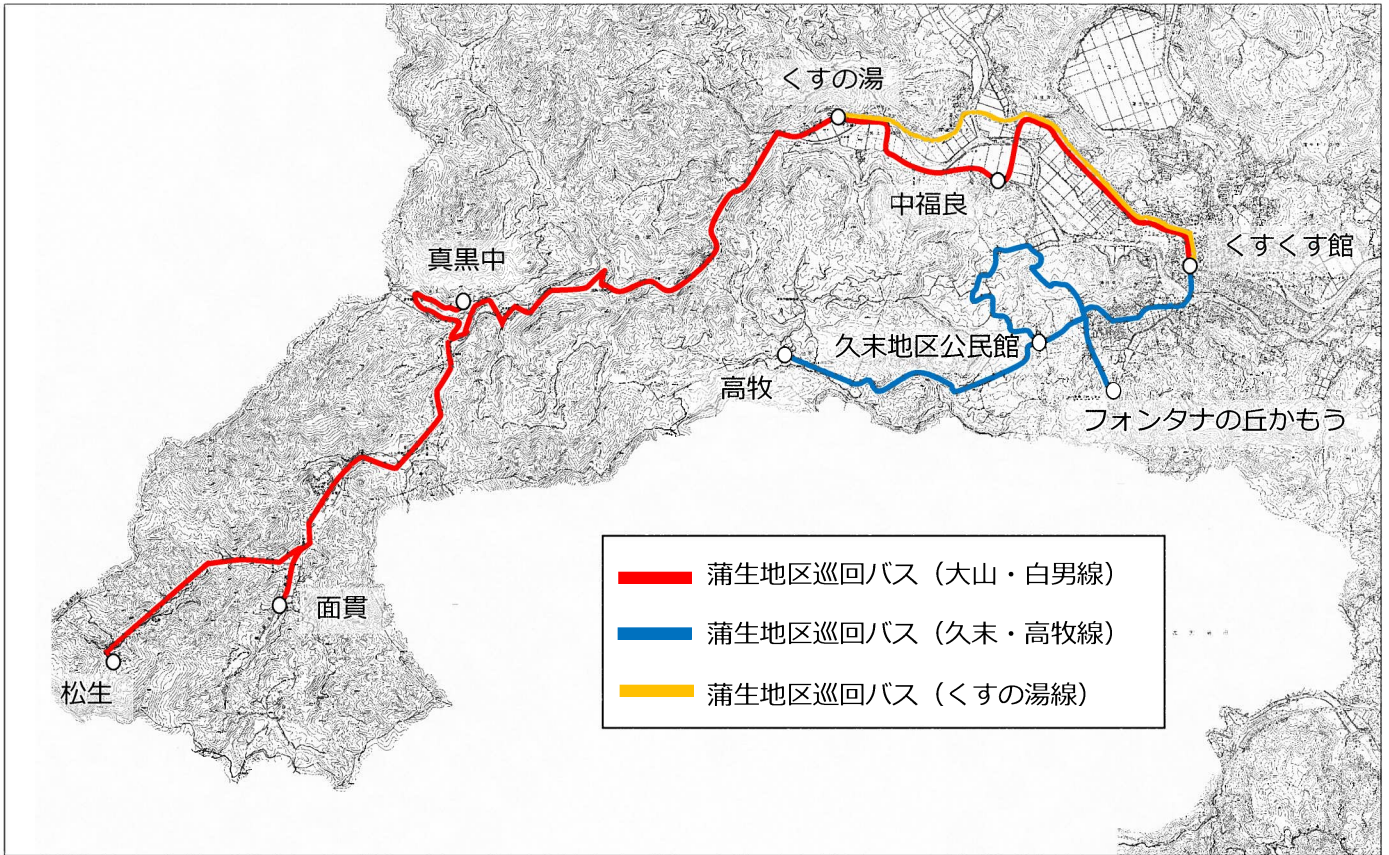 くすの湯
中福良
くすくす館
真黒中
久末地区公民館
高牧
フォンタナの丘かもう
面貫
松生
蒲生地区巡回バス（大山・白男線）
蒲生地区巡回バス（久末・高牧線）
蒲生地区巡回バス（くすの湯線）